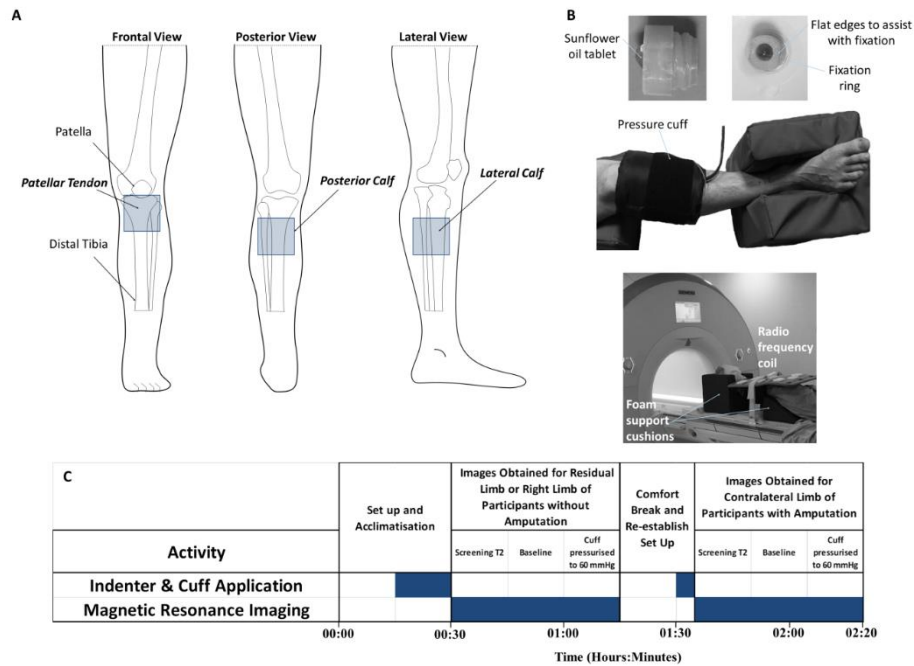 A
Frontal View
Posterior View
Lateral View
Patella
Patellar Tendon
Distal Tibia
Posterior Calf
Lateral Calf
B
Sunflower
oil tablet
Flat edges to assist
with fixation
Fixation
ring
Pressure cuff
Radio
frequency
coil
Foam
support
cushions
C
Set up and
Acclimatisation
Images Obtained for Residual
Limb or Right Limb of
Participants without
Amputation
Comfort
Break and
Re-establish
Set Up
Images Obtained for
Contralateral Limb of
Participants with Amputation
Activity
Screening T2
Baseline
Cuff
pressurised
to 60 mmHg
Screening T2
Baseline
Cuff
pressurised
to 60 mmHg
Indenter & Cuff Application
Magnetic Resonance Imaging
00:00
00:30
01:00
01:30
02:00
02:20
Time (Hours:Minutes)